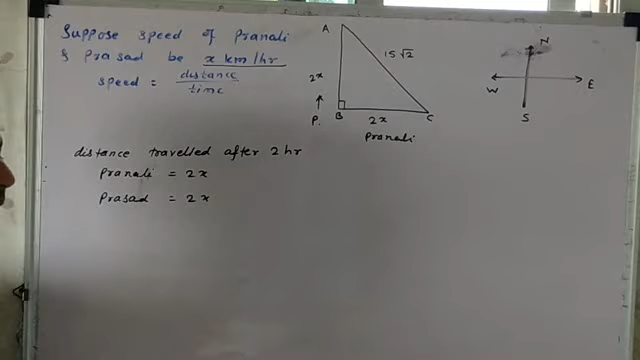 Suppose speed of Pranali
& Prasad be x km/hr
speed = distance / time
A
15√2
2x
P.
B
2x
C
Pranali
N
W
E
S
distance travelled after 2 hr
Pranali = 2x
Prasad = 2x